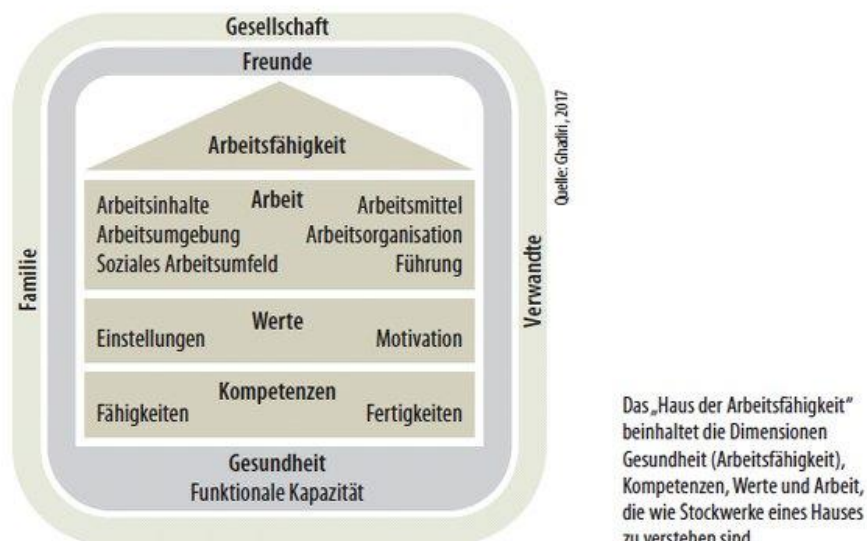 Gesellschaft
Freunde
Familie
Verwandte
Arbeitsfähigkeit
Arbeit
Arbeitsinhalte Arbeitsmittel
Arbeitsumgebung Arbeitsorganisation
Soziales Arbeitsumfeld Führung
Werte
Einstellungen Motivation
Kompetenzen
Fähigkeiten Fertigkeiten
Gesundheit
Funktionale Kapazität
Quelle: Ghadiri, 2017
Das „Haus der Arbeitsfähigkeit“
beinhaltet die Dimensionen
Gesundheit (Arbeitsfähigkeit),
Kompetenzen, Werte und Arbeit,
die wie Stockwerke eines Hauses
zu verstehen sind